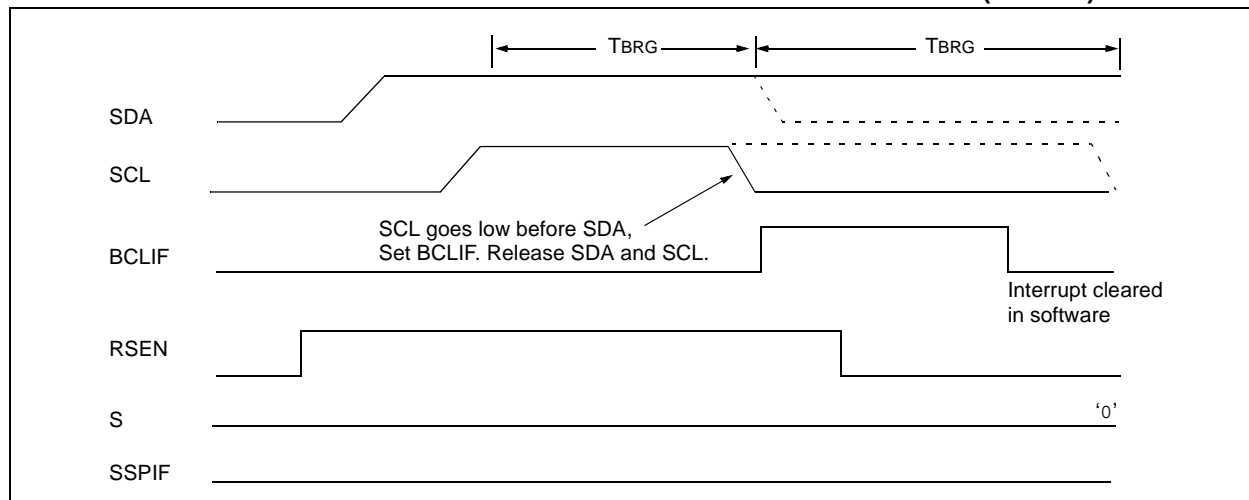 TBRG TBRG
SDA
SCL
SCL goes low before SDA,
Set BCLIF. Release SDA and SCL.
BCLIF
Interrupt cleared
in software
RSEN
S
‘0’
SSPIF